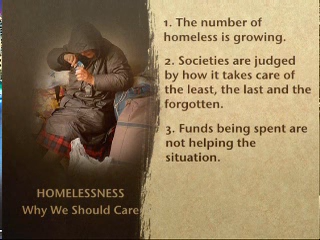 1. The number of
homeless is growing.
2. Societies are judged
by how it takes care of
the least, the last and the
forgotten.
3. Funds being spent are
not helping the
situation.
HOMELESSNESS
Why We Should Care